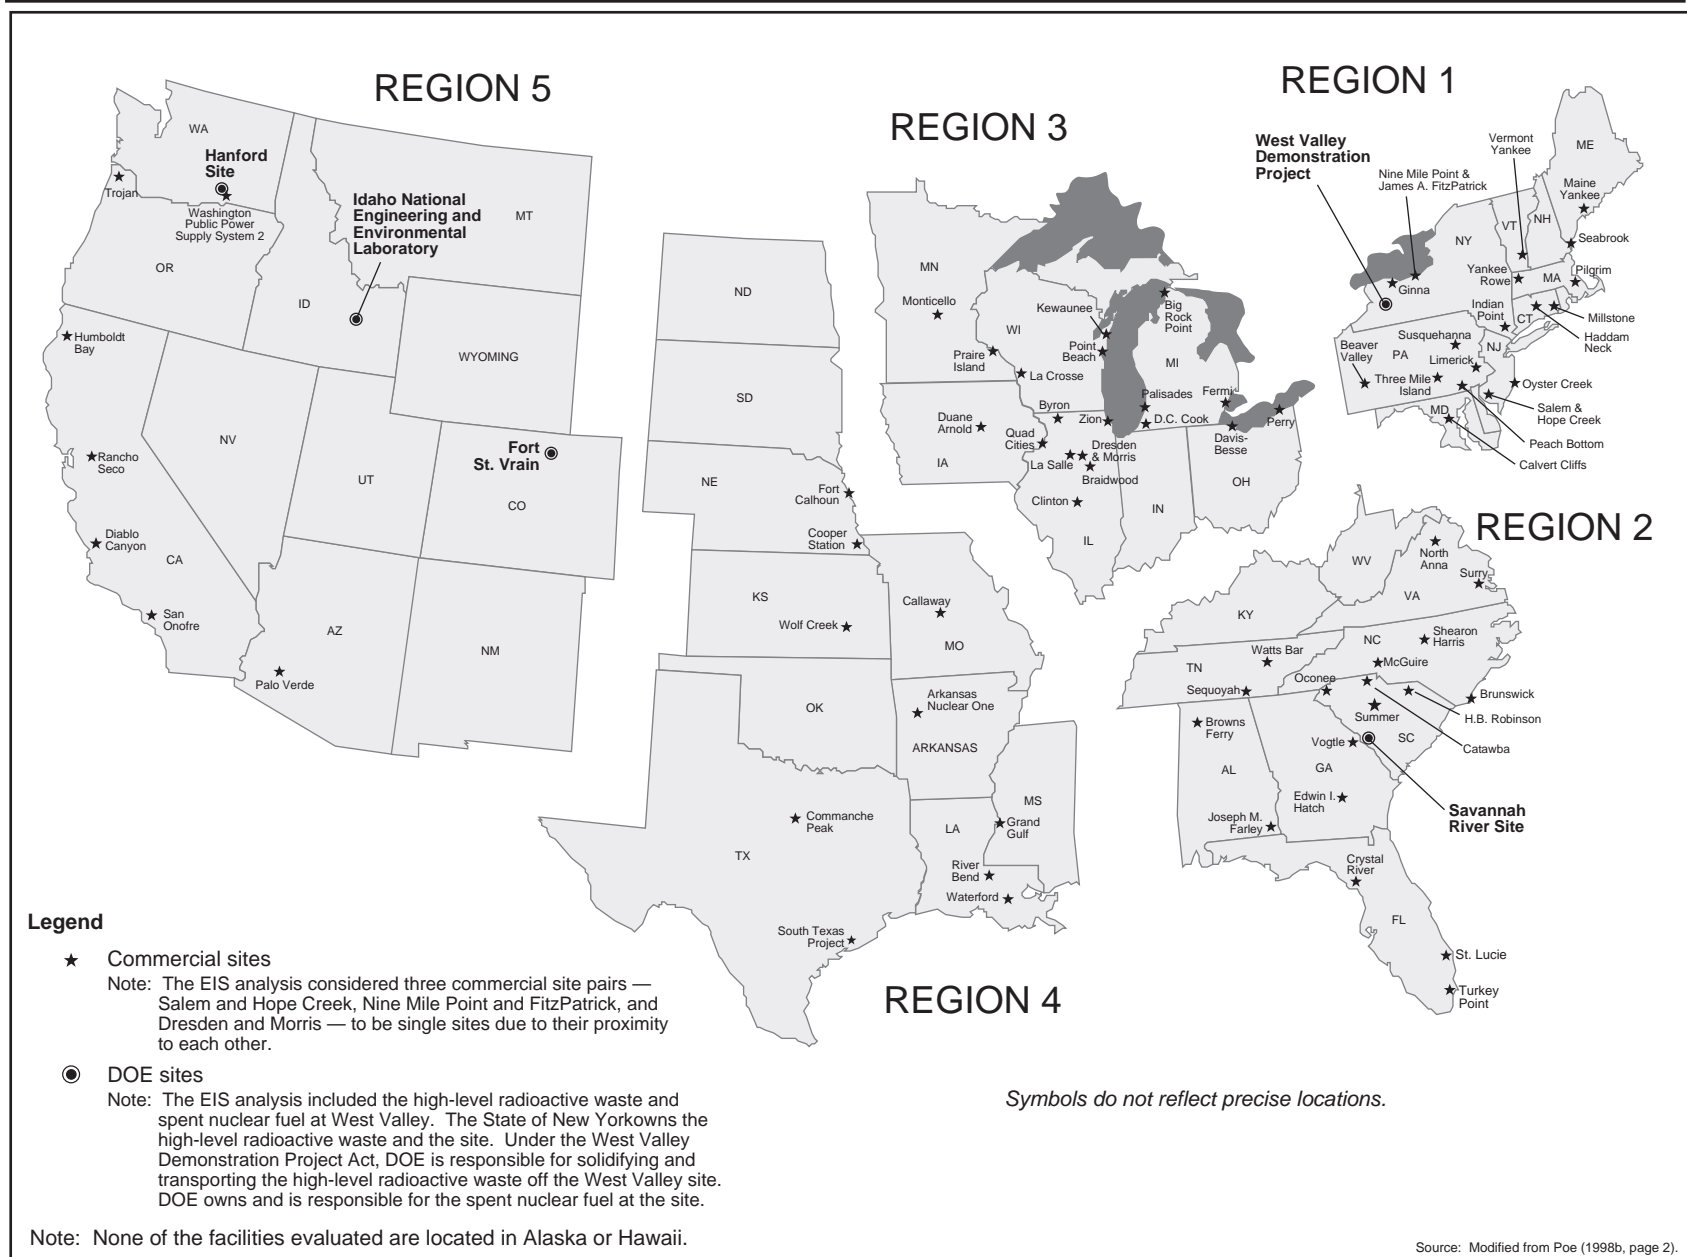 REGION 5
WA
Hanford
Site
Trojan
Washington
Public Power
Supply System 2
Idaho National
Engineering and
Environmental
Laboratory
MT
OR
ID
Humboldt
Bay
WYOMING
NV
Rancho
Seco
UT
Fort
St. Vrain
CO
Diablo
Canyon
CA
San
Onofre
AZ
NM
Palo Verde
REGION 3
MN
Monticello
Kewaunee
Big
Rock
Point
WI
Point
Beach
Praire
Island
La Crosse
MI
Palisades
Fermi
Byron
Zion
D.C. Cook
Perry
Duane
Arnold
Quad
Cities
Dresden
& Morris
Davis-
Besse
La Salle
Braidwood
IA
Clinton
OH
IN
IL
REGION 1
West Valley
Demonstration
Project
Vermont
Yankee
Nine Mile Point &
James A. FitzPatrick
ME
Maine
Yankee
VT
NH
NY
Seabrook
Yankee
Rowe
MA
Pilgrim
Ginna
Indian
Point
CT
Millstone
Haddam
Neck
Susquehanna
Beaver
Valley
PA
NJ
Limerick
Three Mile
Island
Oyster Creek
MD
Salem &
Hope Creek
Peach Bottom
Calvert Cliffs
REGION 2
WV
North
Anna
Surry
VA
KY
NC
Shearon
Harris
Watts Bar
TN
McGuire
Sequoyah
Oconee
Brunswick
H.B. Robinson
Summer
SC
Catawba
Browns
Ferry
Vogtle
AL
GA
Edwin I.
Hatch
Joseph M.
Farley
Savannah
River Site
Crystal
River
FL
St. Lucie
Turkey
Point
ND
SD
NE
Fort
Calhoun
Cooper
Station
KS
Wolf Creek
Callaway
MO
OK
Arkansas
Nuclear One
ARKANSAS
MS
Commanche
Peak
LA
Grand
Gulf
TX
River
Bend
Waterford
South Texas
Project
REGION 4
Legend
Commercial sites
Note: The EIS analysis considered three commercial site pairs —
Salem and Hope Creek, Nine Mile Point and FitzPatrick, and
Dresden and Morris — to be single sites due to their proximity
to each other.
DOE sites
Note: The EIS analysis included the high-level radioactive waste and
spent nuclear fuel at West Valley. The State of New Yorkowns the
high-level radioactive waste and the site. Under the West Valley
Demonstration Project Act, DOE is responsible for solidifying and
transporting the high-level radioactive waste off the West Valley site.
DOE owns and is responsible for the spent nuclear fuel at the site.
Symbols do not reflect precise locations.
Note: None of the facilities evaluated are located in Alaska or Hawaii.
Source: Modified from Poe (1998b, page 2).